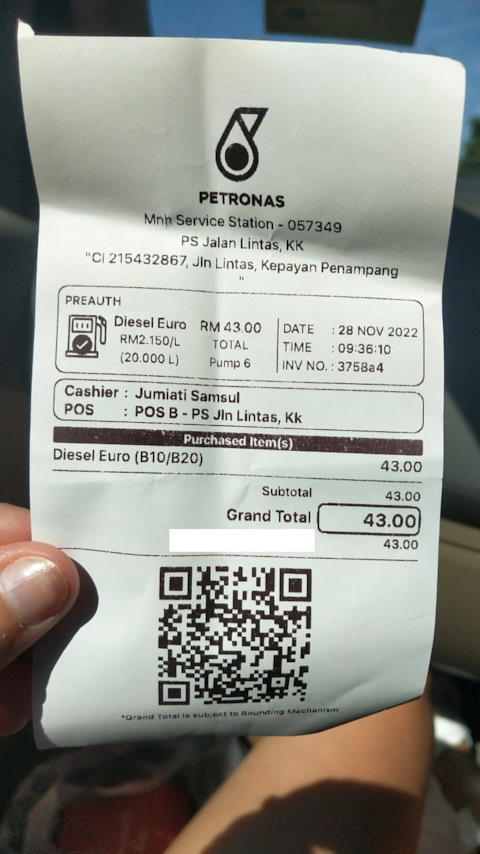 PETRONAS
Mnh Service Station - 057349
PS Jalan Lintas, KK
"Cl 215432867, Jln Lintas, Kepayan Penampang
"
PREAUTH
Diesel Euro RM 43.00
RM2.150/L TOTAL
(20.000 L) Pump 6
DATE : 28 NOV 2022
TIME : 09:36:10
INV NO. : 3758a4
Cashier : Jumiati Samsul
POS : POS B - PS Jln Lintas, Kk
Purchased Item(s)
Diesel Euro (B10/B20) 43.00
Subtotal 43.00
Grand Total 43.00
43.00
*Grand Total is subject to Rounding Mechanism